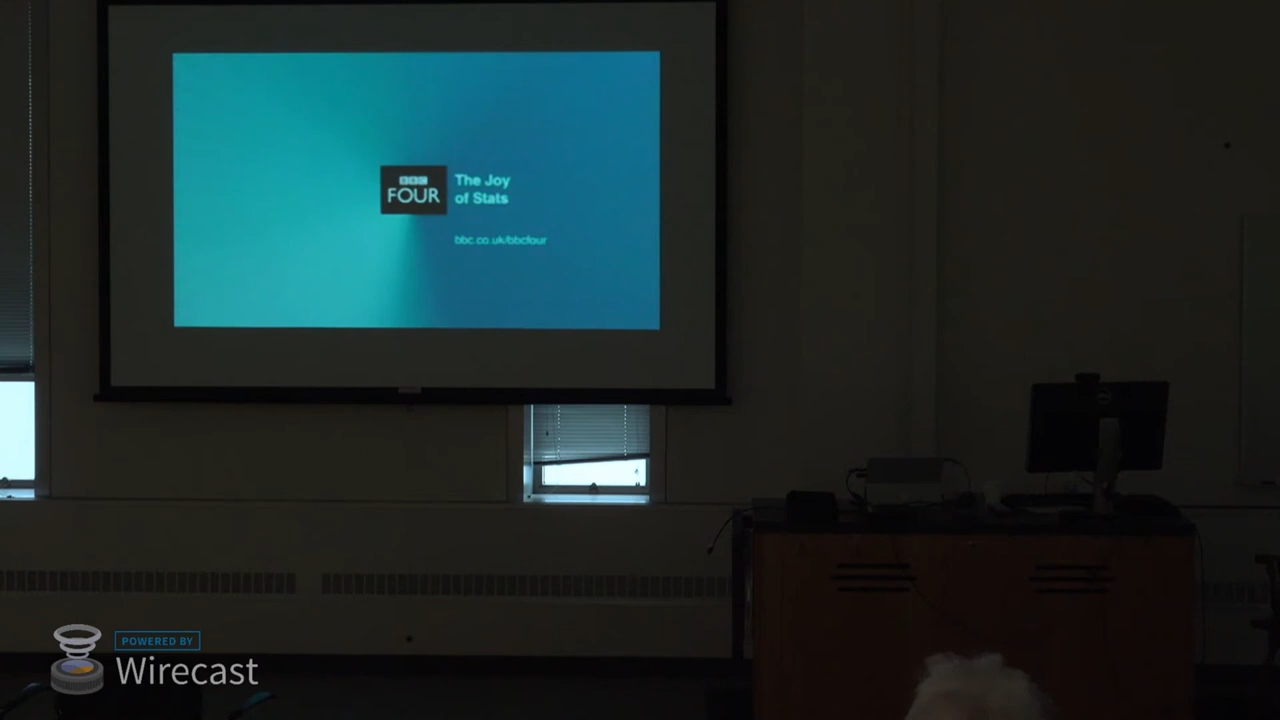 BBC
FOUR
The Joy
of Stats
bbc.co.uk/bbcfour
POWERED BY
Wirecast